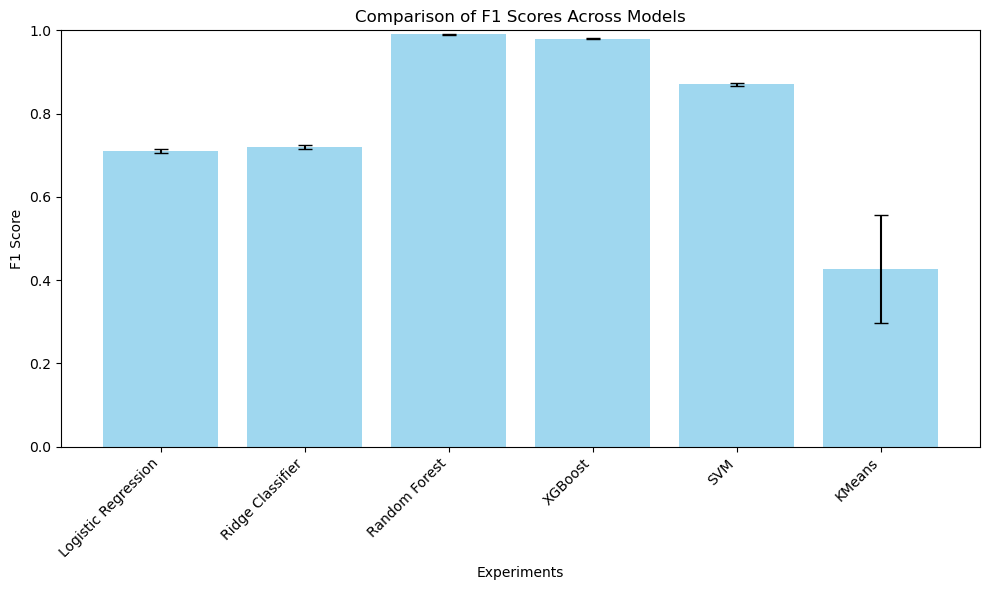 Comparison of F1 Scores Across Models
F1 Score
1.0
0.8
0.6
0.4
0.2
0.0
Logistic Regression
Ridge Classifier
Random Forest
XGBoost
SVM
KMeans
Experiments